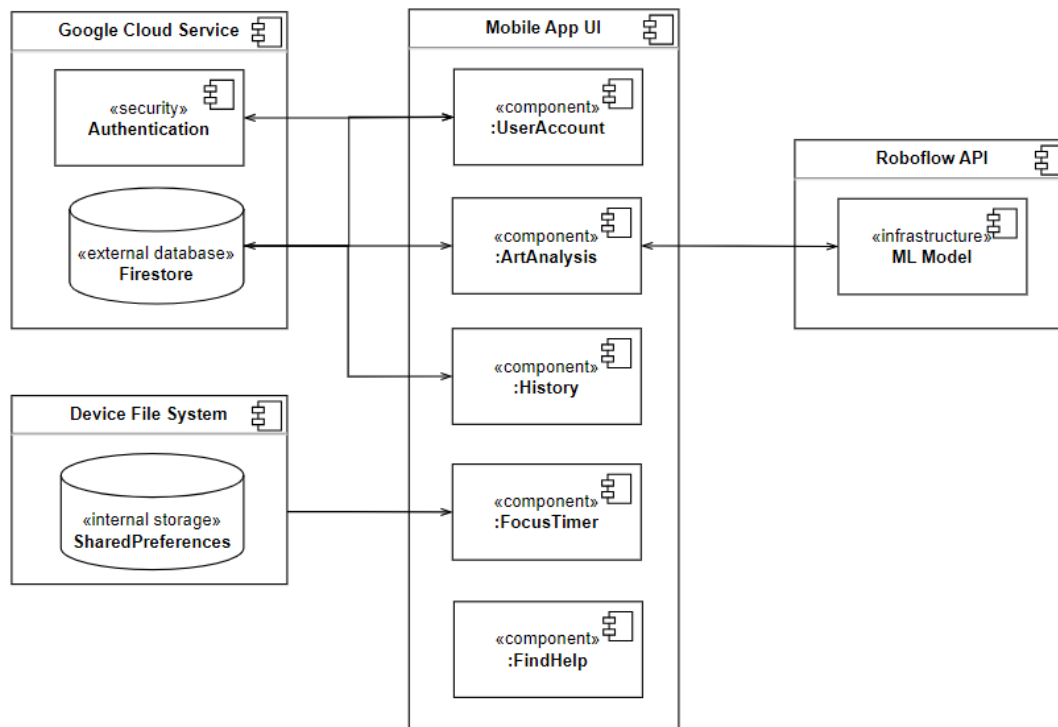 Google Cloud Service
«security»
Authentication
«external database»
Firestore
Device File System
«internal storage»
SharedPreferences
Mobile App UI
«component»
:UserAccount
«component»
:ArtAnalysis
«component»
:History
«component»
:FocusTimer
«component»
:FindHelp
Roboflow API
«infrastructure»
ML Model